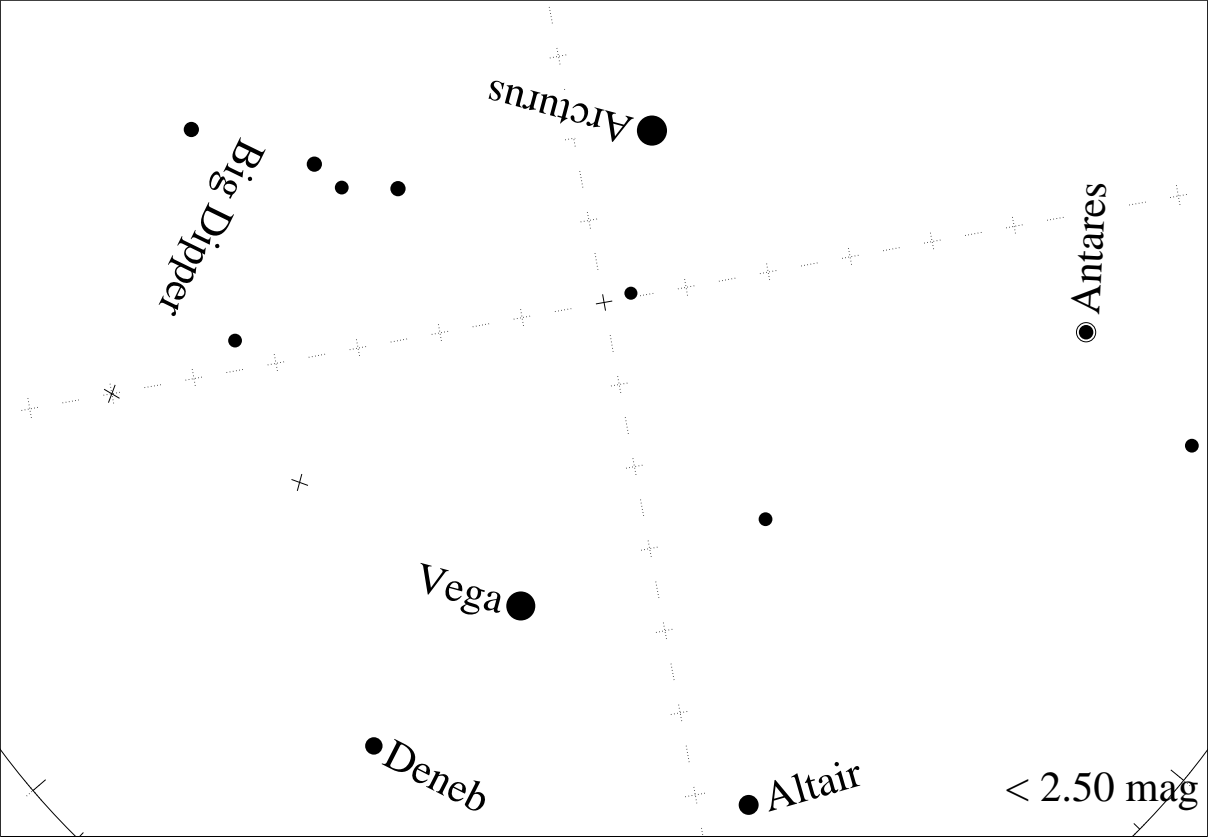 Arcturus
Big Dipper
Antares
Vega
Deneb
Altair
< 2.50 mag